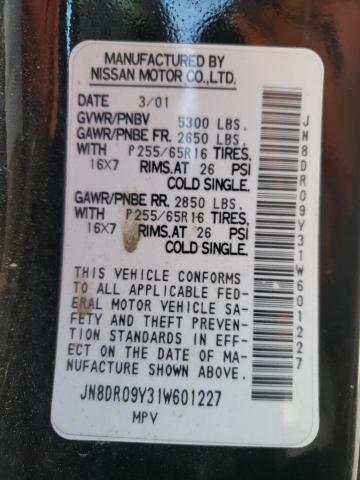 MANUFACTURED BY
NISSAN MOTOR CO., LTD.
DATE 3/01
GVWR/PNBV 5300 LBS.
GAWR/PNBE FR. 2650 LBS.
WITH P255/65R16 TIRES,
16X7 RIMS.AT 26 PSI
COLD SINGLE.
GAWR/PNBE RR 2850 LBS.
WITH P255/65R16 TIRES,
16X7 RIMS.AT 26 PSI
COLD SINGLE.
THIS VEHICLE CONFORMS
TO ALL APPLICABLE FED-
ERAL MOTOR VEHICLE SA-
FETY AND THEFT PREVEN-
TION STANDARDS IN EFF-
ECT ON THE DATE OF MA-
NUFACTURE SHOWN ABOVE.
JN8DR09Y31W601227
MPV
JN8DR09Y31W601227